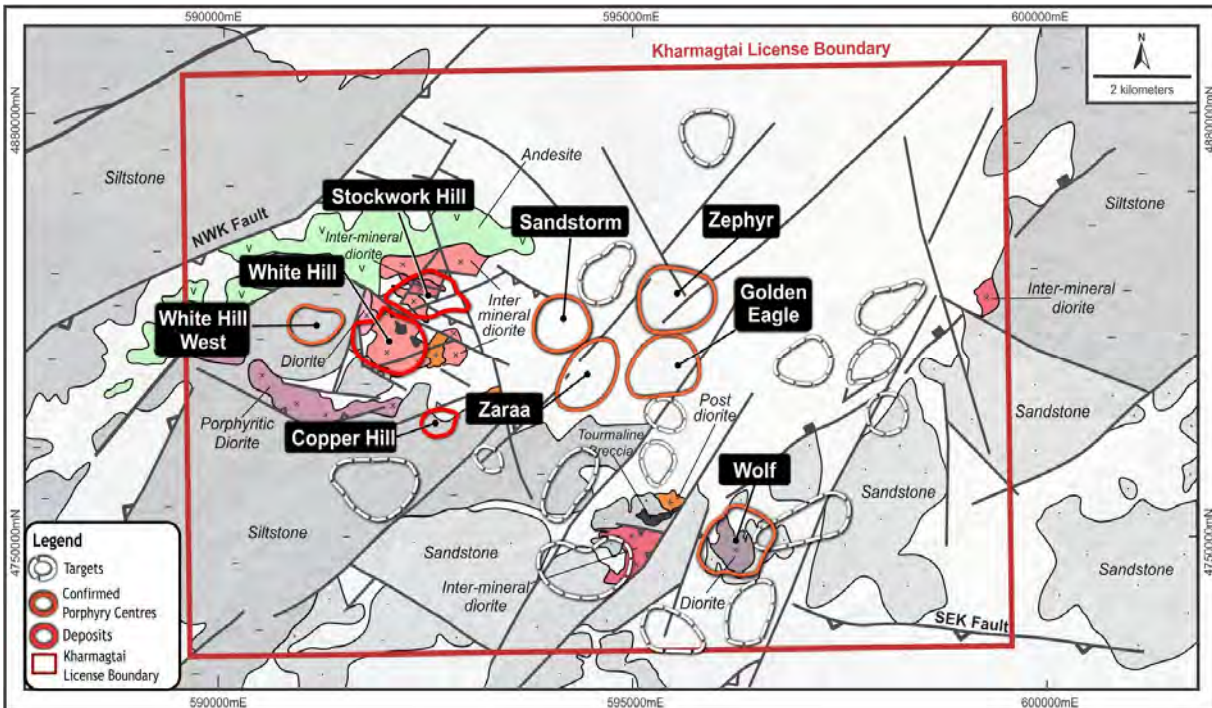 590000mE
595000mE
600000mE
Kharmagtai License Boundary
N
2 kilometers
4880000mN
4880000mN
Siltstone
Andesite
Stockwork Hill
Sandstorm
Zephyr
Siltstone
NWK Fault
Inter-mineral
diorite
White Hill
Inter
mineral
diorite
Golden
Eagle
Inter-mineral
diorite
White Hill
West
Diorite
Porphyritic
Diorite
Copper Hill
Zaraa
Post
diorite
Sandstone
Tourmaline
Breccia
Wolf
Sandstone
Siltstone
Sandstone
Inter-mineral
diorite
Diorite
Sandstone
SEK Fault
4750000mN
4750000mN
Legend
Targets
Confirmed
Porphyry Centres
Deposits
Kharmagtai
License Boundary
590000mE
595000mE
600000mE